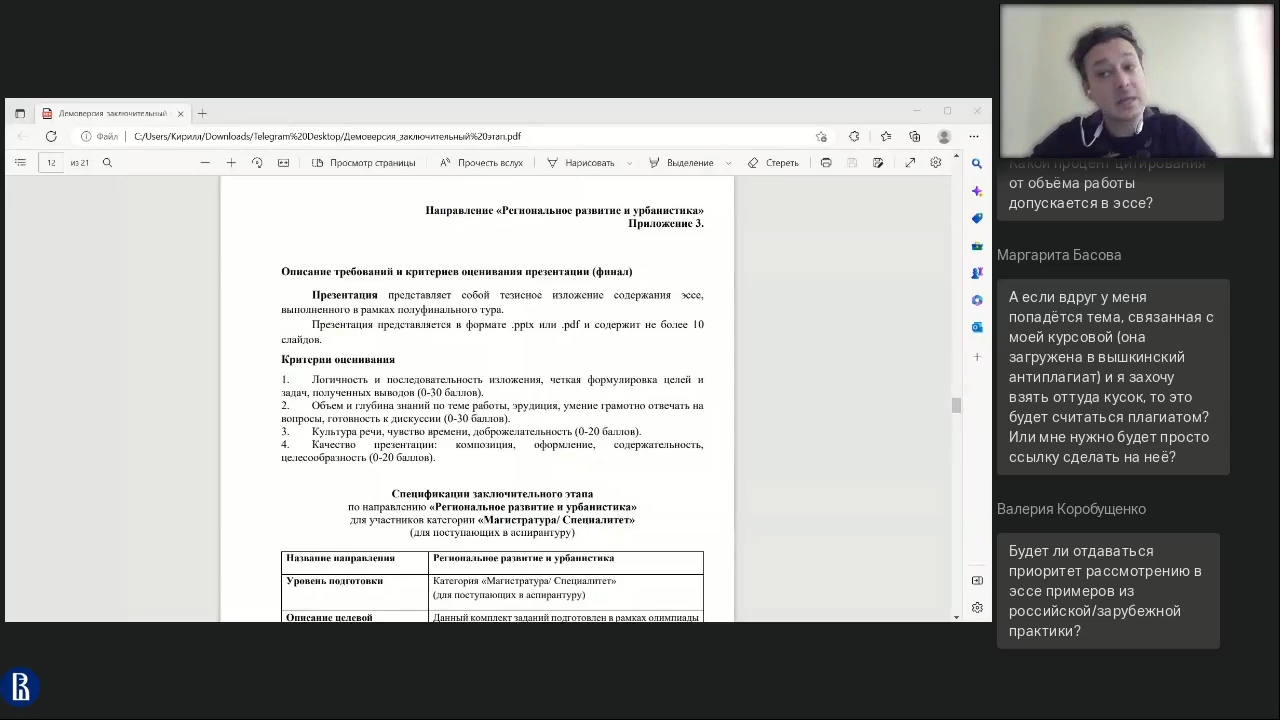 Демоверсия заключительный
Файл
C:/Users/Кирилл/Downloads/Telegram%20Desktop/Демоверсия_заключительный%20этап.pdf
12 из 21
Просмотр страницы
Прочесть вслух
Нарисовать
Выделение
Стереть
Направление «Региональное развитие и урбанистика»
Приложение 3.
Описание требований и критериев оценивания презентации (финал)
Презентация представляет собой тезисное изложение содержания эссе,
выполненного в рамках полуфинального тура.
Презентация представляется в формате .pptx или .pdf и содержит не более 10
слайдов.
Критерии оценивания
1. Логичность и последовательность изложения, четкая формулировка целей и
задач, полученных выводов (0-30 баллов).
2. Объем и глубина знаний по теме работы, эрудиция, умение грамотно отвечать на
вопросы, готовность к дискуссии (0-30 баллов).
3. Культура речи, чувство времени, доброжелательность (0-20 баллов).
4. Качество презентации: композиция, оформление, содержательность,
целесообразность (0-20 баллов).
Спецификации заключительного этапа
по направлению «Региональное развитие и урбанистика»
для участников категории «Магистратура/ Специалитет»
(для поступающих в аспирантуру)
Название направления
Региональное развитие и урбанистика
Уровень подготовки
Категория «Магистратура/ Специалитет»
(для поступающих в аспирантуру)
Описание целевой
Данный комплект заданий подготовлен в рамках олимпиады
Какой процент цитирования
от объёма работы
допускается в эссе?
Маргарита Басова
А если вдруг у меня
попадётся тема, связанная с
моей курсовой (она
загружена в вышкинский
антиплагиат) и я захочу
взять оттуда кусок, то это
будет считаться плагиатом?
Или мне нужно будет просто
ссылку сделать на неё?
Валерия Коробущенко
Будет ли отдаваться
приоритет рассмотрению в
эссе примеров из
российской/зарубежной
практики?